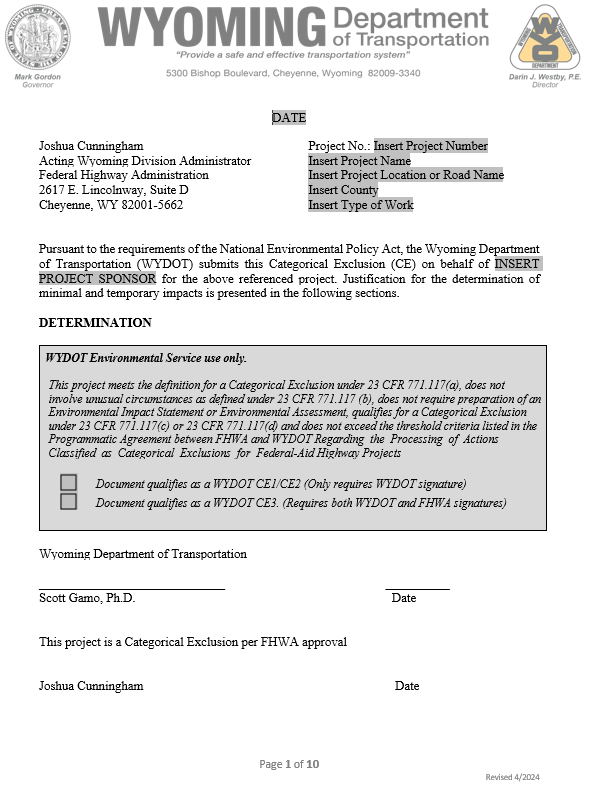 WYOMING Department
of Transportation
"Provide a safe and effective transportation system"
5300 Bishop Boulevard, Cheyenne, Wyoming 82009-3340
Mark Gordon
Governor
Darin J. Westby, P.E.
Director
DATE
Joshua Cunningham
Acting Wyoming Division Administrator
Federal Highway Administration
2617 E. Lincolnway, Suite D
Cheyenne, WY 82001-5662
Project No.: Insert Project Number
Insert Project Name
Insert Project Location or Road Name
Insert County
Insert Type of Work
Pursuant to the requirements of the National Environmental Policy Act, the Wyoming Department
of Transportation (WYDOT) submits this Categorical Exclusion (CE) on behalf of INSERT
PROJECT SPONSOR for the above referenced project. Justification for the determination of
minimal and temporary impacts is presented in the following sections.
DETERMINATION
WYDOT Environmental Service use only.
This project meets the definition for a Categorical Exclusion under 23 CFR 771.117(a), does not
involve unusual circumstances as defined under 23 CFR 771.117 (b), does not require preparation of an
Environmental Impact Statement or Environmental Assessment, qualifies for a Categorical Exclusion
under 23 CFR 771.117(c) or 23 CFR 771.117(d) and does not exceed the threshold criteria listed in the
Programmatic Agreement between FHWA and WYDOT Regarding the Processing of Actions
Classified as Categorical Exclusions for Federal-Aid Highway Projects
Document qualifies as a WYDOT CE1/CE2 (Only requires WYDOT signature)
Document qualifies as a WYDOT CE3. (Requires both WYDOT and FHWA signatures)
Wyoming Department of Transportation
Scott Gamo, Ph.D.
Date
This project is a Categorical Exclusion per FHWA approval
Joshua Cunningham
Date
Page 1 of 10
Revised 4/2024